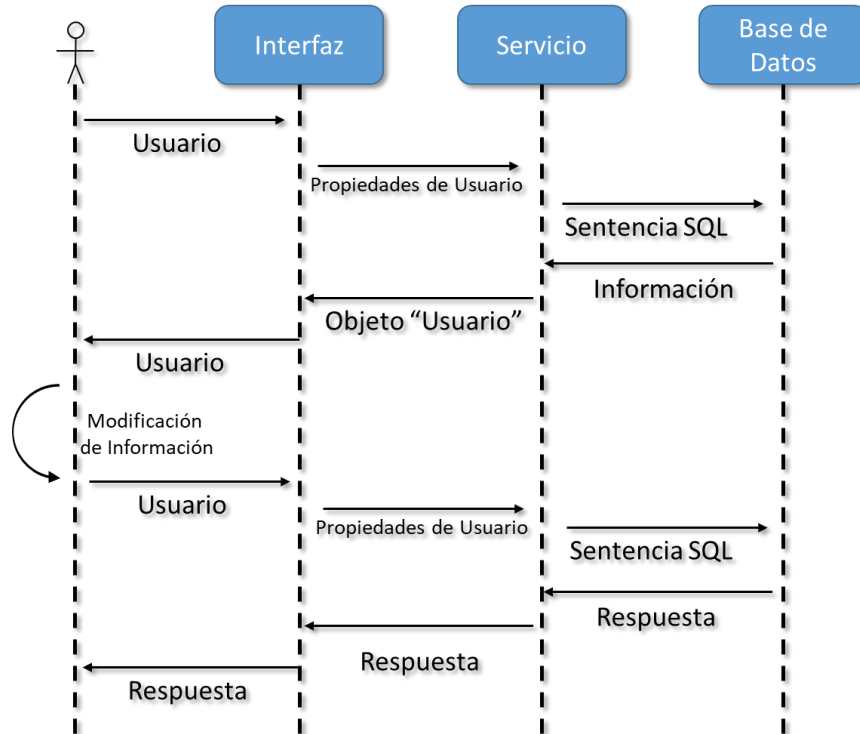 Interfaz
Servicio
Base de
Datos
Usuario
Propiedades de Usuario
Sentencia SQL
Información
Objeto “Usuario”
Usuario
Modificación
de Información
Usuario
Propiedades de Usuario
Sentencia SQL
Respuesta
Respuesta
Respuesta